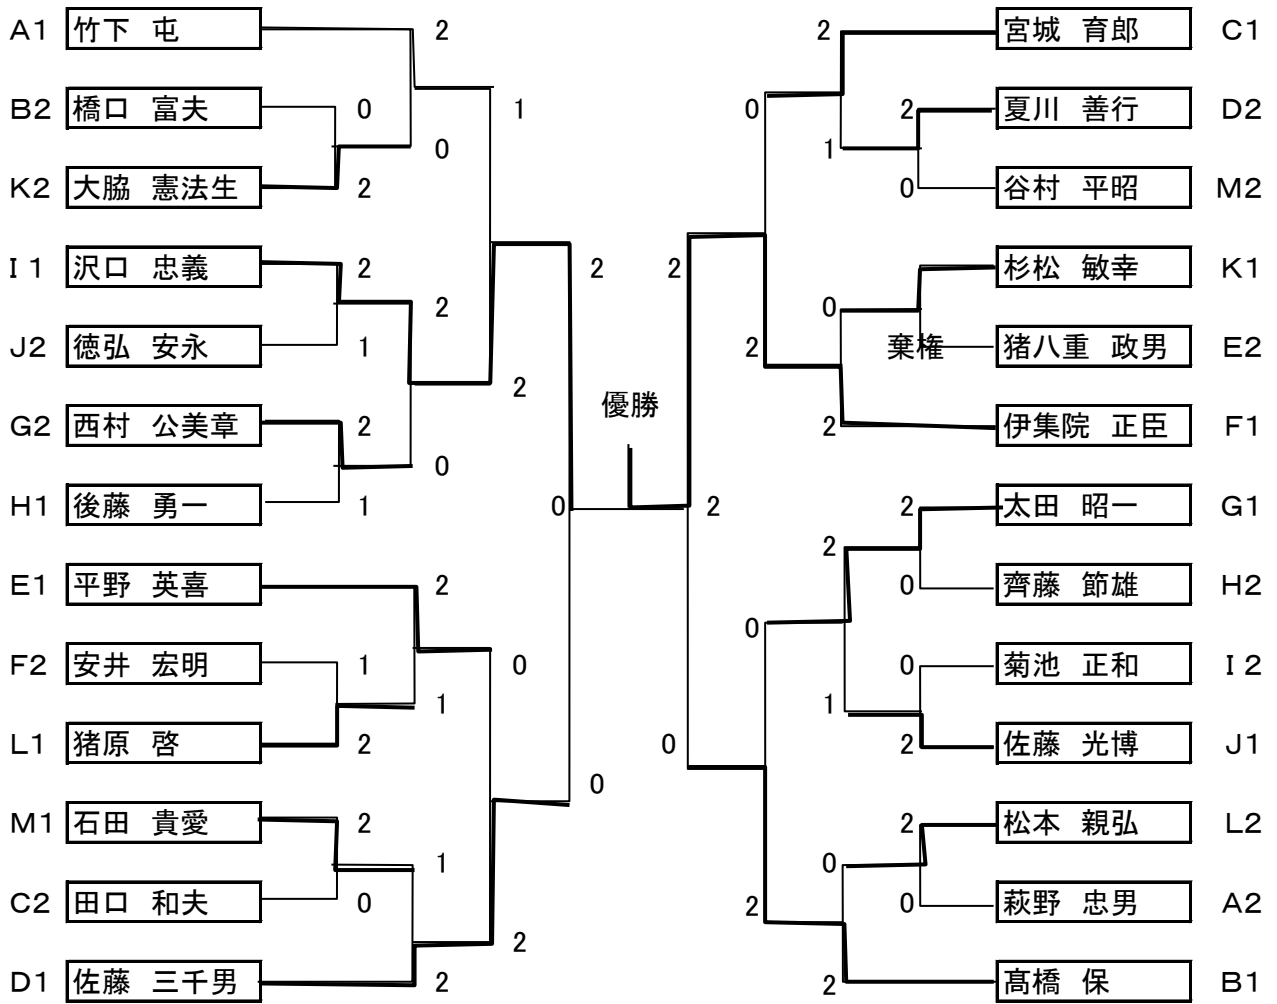 A1 竹下 屯 2 2 宮城 育郎 C1
B2 橋口 富夫 0 1 0 2 夏川 善行 D2
0 1
K2 大脇 憲法生 2 0 谷村 平昭 M2
I1 沢口 忠義 2 2 2 杉松 敏幸 K1
2 0
J2 徳弘 安永 1 2 棄権 猪八重 政男 E2
2 優勝
G2 西村 公美章 2 2 伊集院 正臣 F1
0
H1 後藤 勇一 1 0 2 2 太田 昭一 G1
2
E1 平野 英喜 2 0 齊藤 節雄 H2
0
F2 安井 宏明 1 0 0 菊池 正和 I2
1 1
L1 猪原 啓 2 0 2 佐藤 光博 J1
0
M1 石田 貴愛 2 2 松本 親弘 L2
1 0
C2 田口 和夫 0 2 0 萩野 忠男 A2
2
D1 佐藤 三千男 2 2 髙橋 保 B1